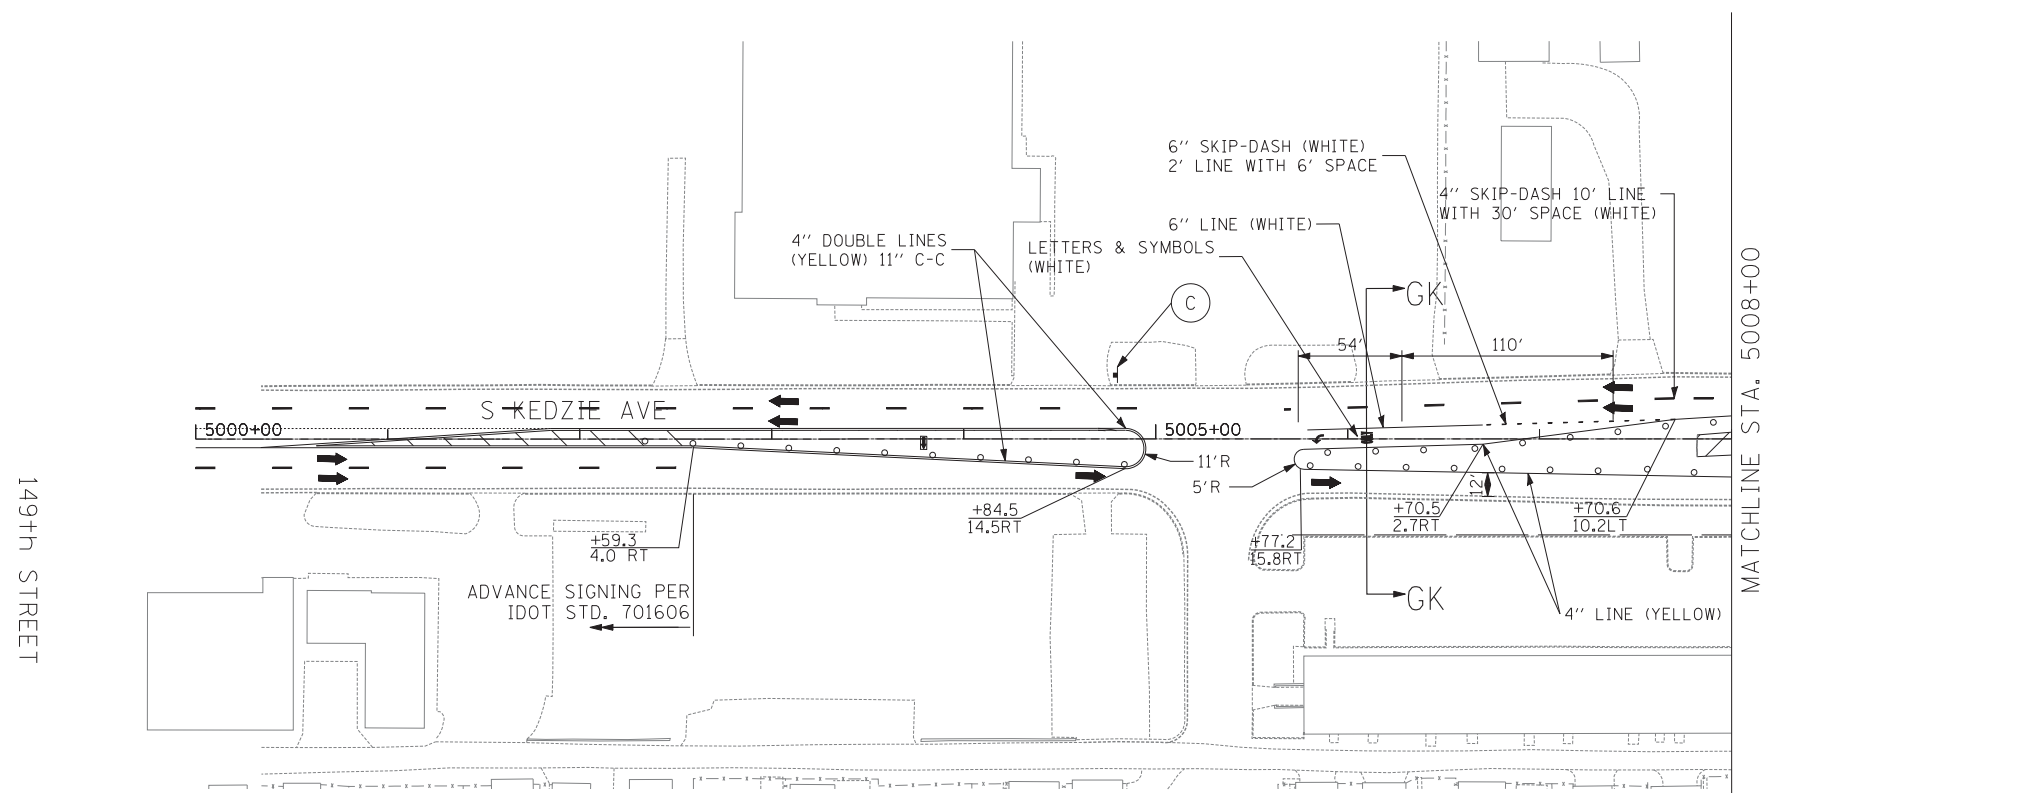 6'' SKIP-DASH (WHITE)
2' LINE WITH 6' SPACE
4'' SKIP-DASH 10' LINE
WITH 30' SPACE (WHITE)
6'' LINE (WHITE)
4'' DOUBLE LINES
(YELLOW) 11'' C-C
LETTERS & SYMBOLS
(WHITE)
C
GK
54'
110'
S KEDZIE AVE
5000+00
5005+00
11'R
5'R
12'
+84.5
14.5RT
+70.5
2.7RT
+70.6
10.2LT
+59.3
4.0 RT
+77.2
15.8RT
ADVANCE SIGNING PER
IDOT STD. 701606
GK
4'' LINE (YELLOW)
149th STREET
MATCHLINE STA. 5008+00